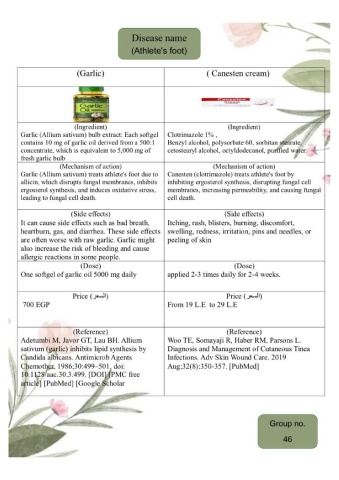 Disease name
(Athlete's foot)
(Garlic)
( Canesten cream)
Garlic
Oil
(Ingredient)
Garlic (Allium sativum) bulb extract: Each softgel
contains 10 mg of garlic oil derived from a 500:1
concentrate, which is equivalent to 5,000 mg of
fresh garlic bulb
(Ingredient)
Clotrimazole 1% ,
Benzyl alcohol, polysorbate 60, sorbitan stearate,
cetostearyl alcohol, octyldodecanol, purified water.
(Mechanism of action)
Garlic (Allium sativum) treats athlete's foot due to
allicin, which disrupts fungal membranes, inhibits
ergosterol synthesis, and induces oxidative stress,
leading to fungal cell death.
(Mechanism of action)
Canesten (clotrimazole) treats athlete's foot by
inhibiting ergosterol synthesis, disrupting fungal cell
membranes, increasing permeability, and causing fungal
cell death.
(Side effects)
It can cause side effects such as bad breath,
heartburn, gas, and diarrhea. These side effects
are often worse with raw garlic. Garlic might
also increase the risk of bleeding and cause
allergic reactions in some people.
(Side effects)
Itching, rash, blisters, burning, discomfort,
swelling, redness, irritation, pins and needles, or
peeling of skin
(Dose)
One softgel of garlic oil 5000 mg daily
(Dose)
applied 2-3 times daily for 2-4 weeks.
Price (السعر)
700 EGP
Price (السعر)
From 19 L.E to 29 L.E
(Reference)
Adetumbi M, Javor GT, Lau BH. Allium
sativum (garlic) inhibits lipid synthesis by
Candida albicans. Antimicrob Agents
Chemother. 1986;30:499–501. doi:
10.1128/aac.30.3.499. [DOI] [PMC free
article] [PubMed] [Google Scholar
(Reference)
Woo TE, Somayaji R, Haber RM, Parsons L.
Diagnosis and Management of Cutaneous Tinea
Infections. Adv Skin Wound Care. 2019
Aug;32(8):350-357. [PubMed]
Group no.
46